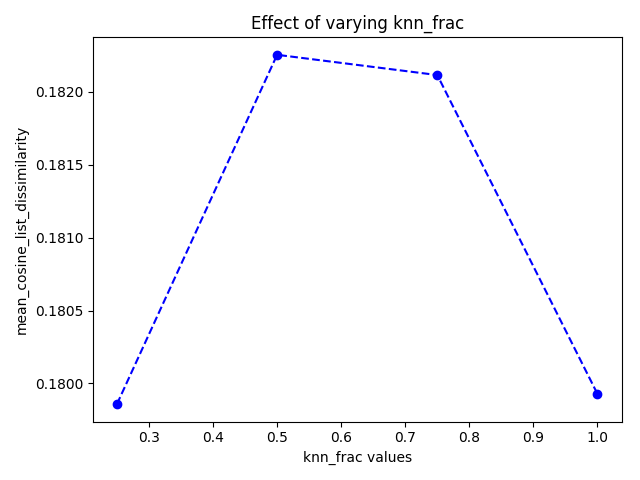 Effect of varying knn_frac
mean_cosine_list_dissimilarity
0.1820
0.1815
0.1810
0.1805
0.1800
0.3 0.4 0.5 0.6 0.7 0.8 0.9 1.0
knn_frac values